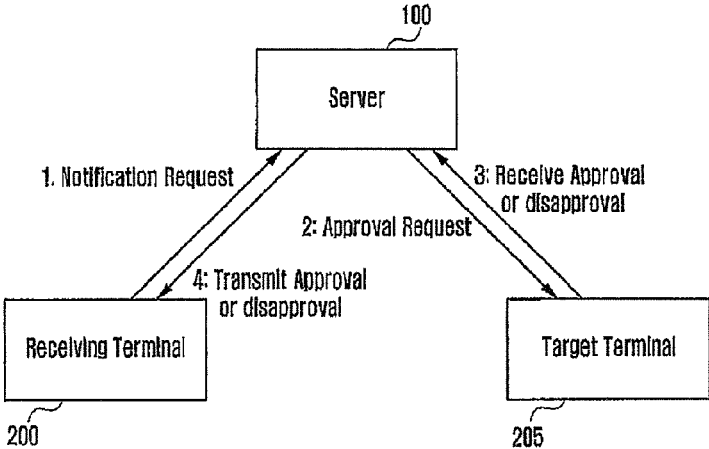 100
Server
1. Notification Request
3: Receive Approval
or disapproval
2: Approval Request
4: Transmit Approval
or disapproval
Receiving Terminal
Target Terminal
200
205